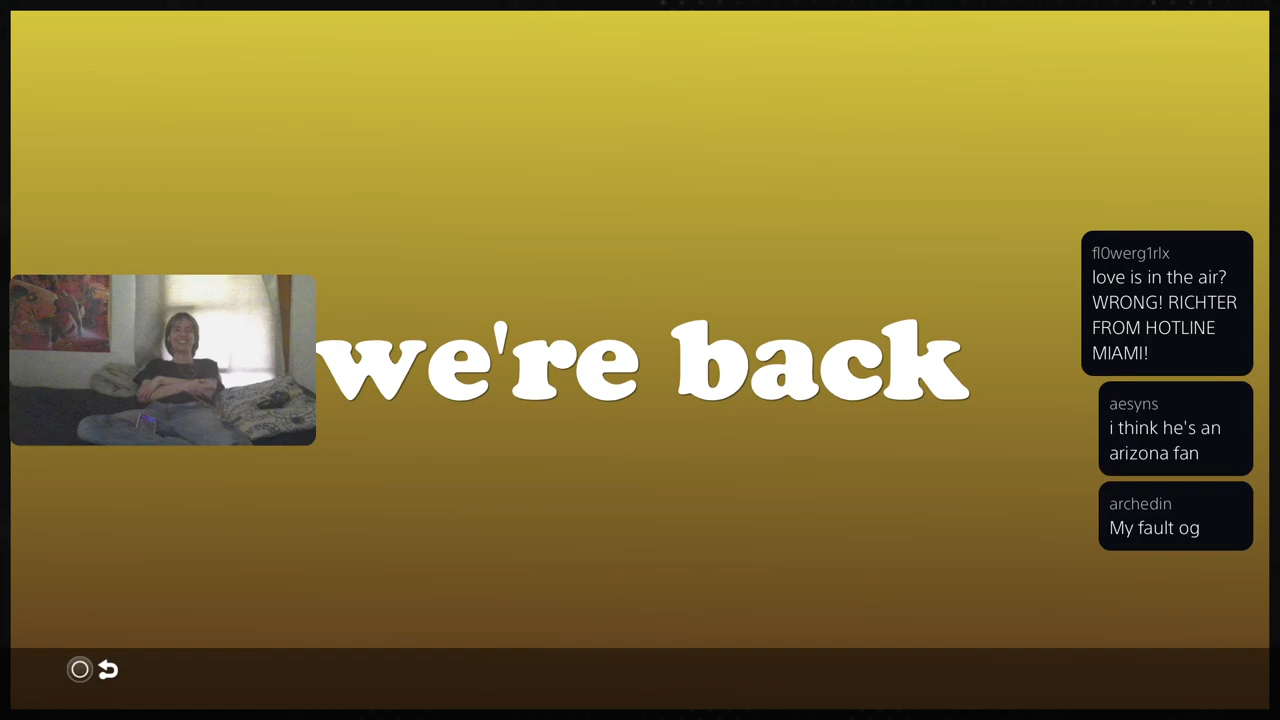 we're back
fl0werg1rlx
love is in the air?
WRONG! RICHTER
FROM HOTLINE
MIAMI!
aesyns
i think he's an
arizona fan
archedin
My fault og